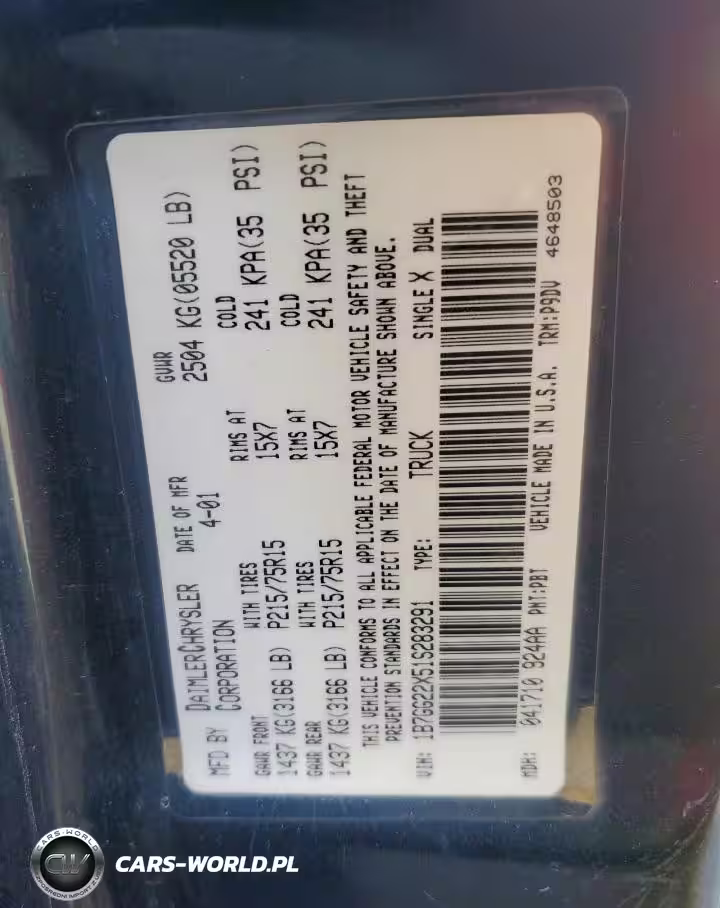 MFD BY DAIMLERCHRYSLER CORPORATION DATE OF MFR 4-01 GVWR 2504 KG(05520 LB)
GAWR FRONT WITH TIRES RIMS AT COLD
1437 KG(3166 LB) P215/75R15 15X7 241 KPA(35 PSI)
GAWR REAR WITH TIRES RIMS AT COLD
1437 KG(3166 LB) P215/75R15 15X7 241 KPA(35 PSI)
THIS VEHICLE CONFORMS TO ALL APPLICABLE FEDERAL MOTOR VEHICLE SAFETY AND THEFT
PREVENTION STANDARDS IN EFFECT ON THE DATE OF MANUFACTURE SHOWN ABOVE.
VIN: 1B7GG22X51S283291 TYPE: TRUCK SINGLE X DUAL
MDH: 041710 924AA PNT:PBT VEHICLE MADE IN U.S.A. TRM:P9DV 4648503
CARS-WORLD
CW
CARS-WORLD.PL